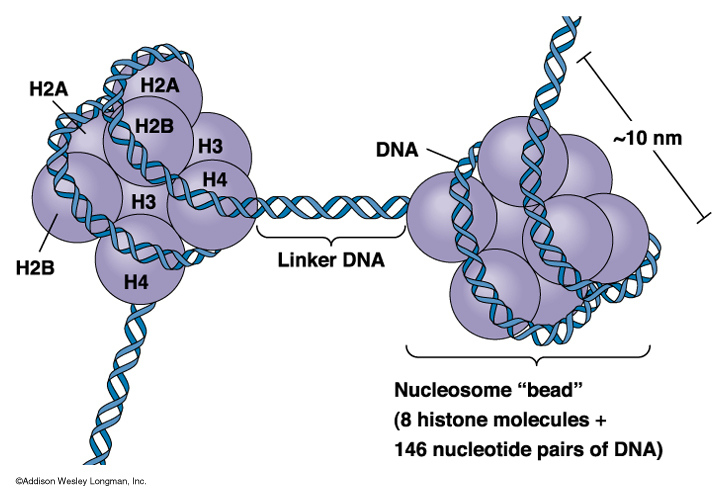 H2A
H2A
H2B
H3
H4
H3
H2B
H4
Linker DNA
DNA
~10 nm
Nucleosome “bead”
(8 histone molecules +
146 nucleotide pairs of DNA)
©Addison Wesley Longman, Inc.